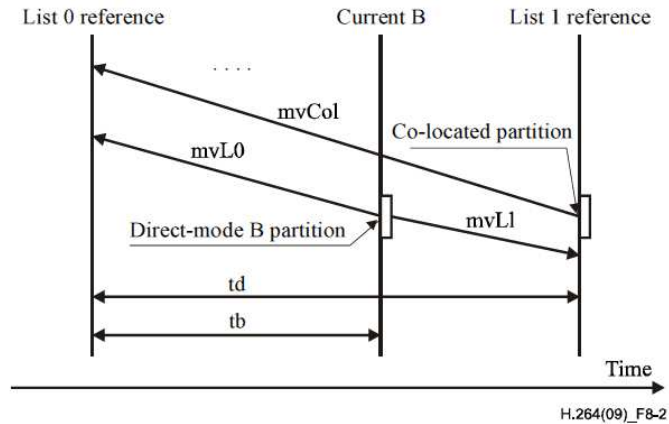 List 0 reference Current B List 1 reference
. . . .
mvCol
Co-located partition
mvL0
mvL1
Direct-mode B partition
td
tb
Time
H.264(09)_F8-2